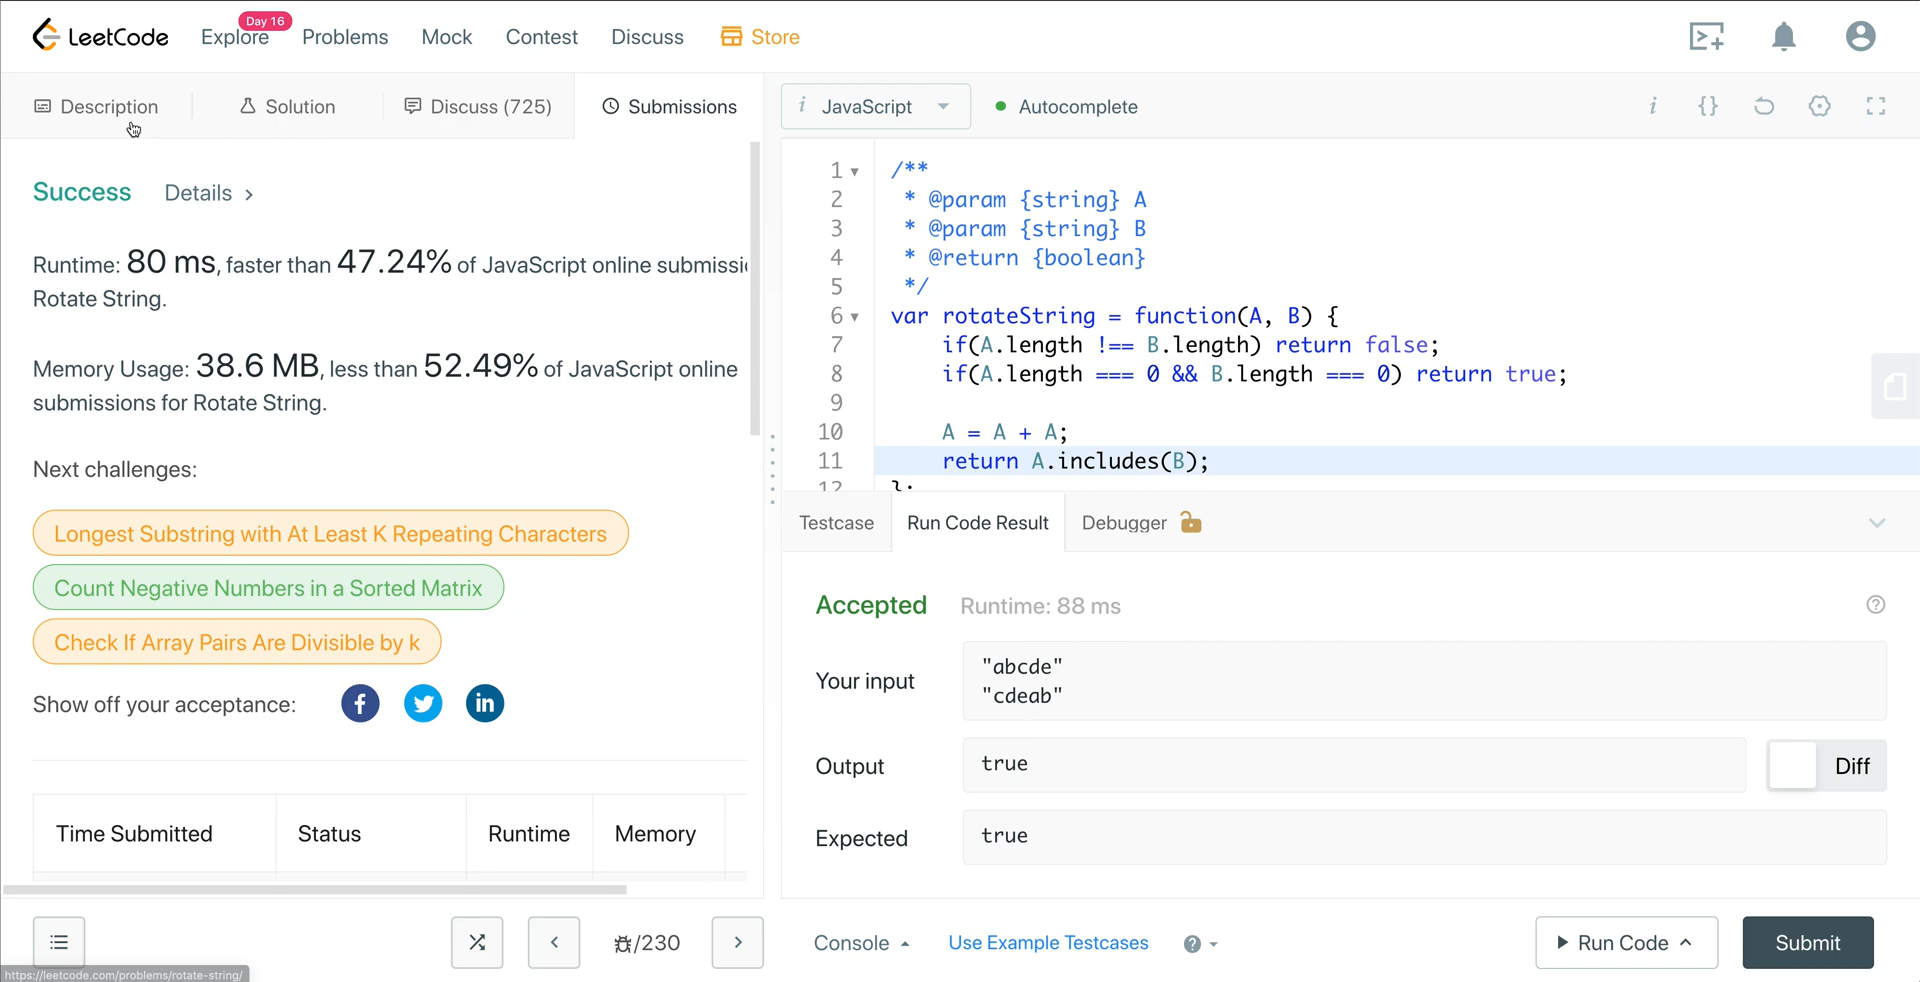 LeetCode
Explore
Day 16
Problems
Mock
Contest
Discuss
Store
Description
Solution
Discuss (725)
Submissions
Success Details >
Runtime: 80 ms, faster than 47.24% of JavaScript online submissi
Rotate String.
Memory Usage: 38.6 MB, less than 52.49% of JavaScript online
submissions for Rotate String.
Next challenges:
Longest Substring with At Least K Repeating Characters
Count Negative Numbers in a Sorted Matrix
Check If Array Pairs Are Divisible by k
Show off your acceptance:
Time Submitted Status Runtime Memory
/230
https://leetcode.com/problems/rotate-string/
i JavaScript
Autocomplete
i {}
1 /**
2 * @param {string} A
3 * @param {string} B
4 * @return {boolean}
5 */
6 var rotateString = function(A, B) {
7 if(A.length !== B.length) return false;
8 if(A.length === 0 && B.length === 0) return true;
9
10 A = A + A;
11 return A.includes(B);
12 };
Testcase
Run Code Result
Debugger
Accepted Runtime: 88 ms
Your input
"abcde"
"cdeab"
Output
true
Diff
Expected
true
Console
Use Example Testcases
Run Code
Submit